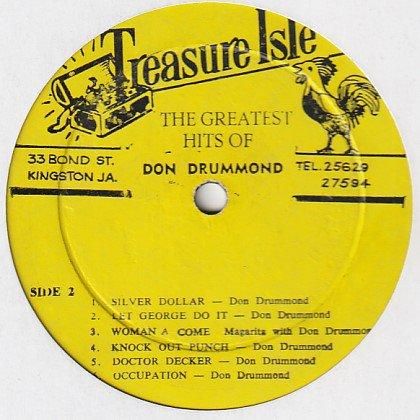 Treasure Isle
THE GREATEST
HITS OF
33 BOND ST. DON DRUMMOND TEL. 25629
KINGSTON JA. 27594
SIDE 2
1. SILVER DOLLAR — Don Drummond
2. LET GEORGE DO IT — Don Drummond
3. WOMAN A COME Magarita with Don Drummon
4. KNOCK OUT PUNCH — Don Drummond
5. DOCTOR DECKER — Don Drummond
OCCUPATION — Don Drummond